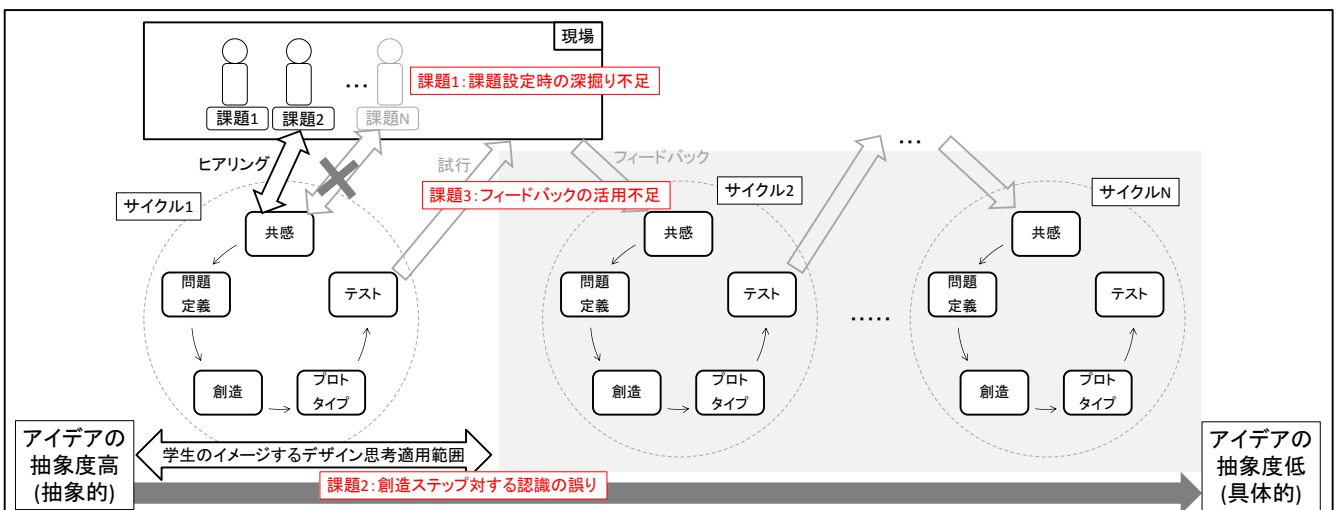 現場
課題1：課題設定時の深掘り不足
…
課題1
課題2
課題N
ヒアリング
試行
フィードバック
…
課題3：フィードバックの活用不足
サイクル1
共感
問題
定義
創造
プロト
タイプ
テスト
サイクル2
共感
問題
定義
創造
プロト
タイプ
テスト
‥‥‥
サイクルN
共感
問題
定義
創造
プロト
タイプ
テスト
アイデアの
抽象度高
(抽象的)
学生のイメージするデザイン思考適用範囲
課題2：創造ステップ対する認識の誤り
アイデアの
抽象度低
(具体的)